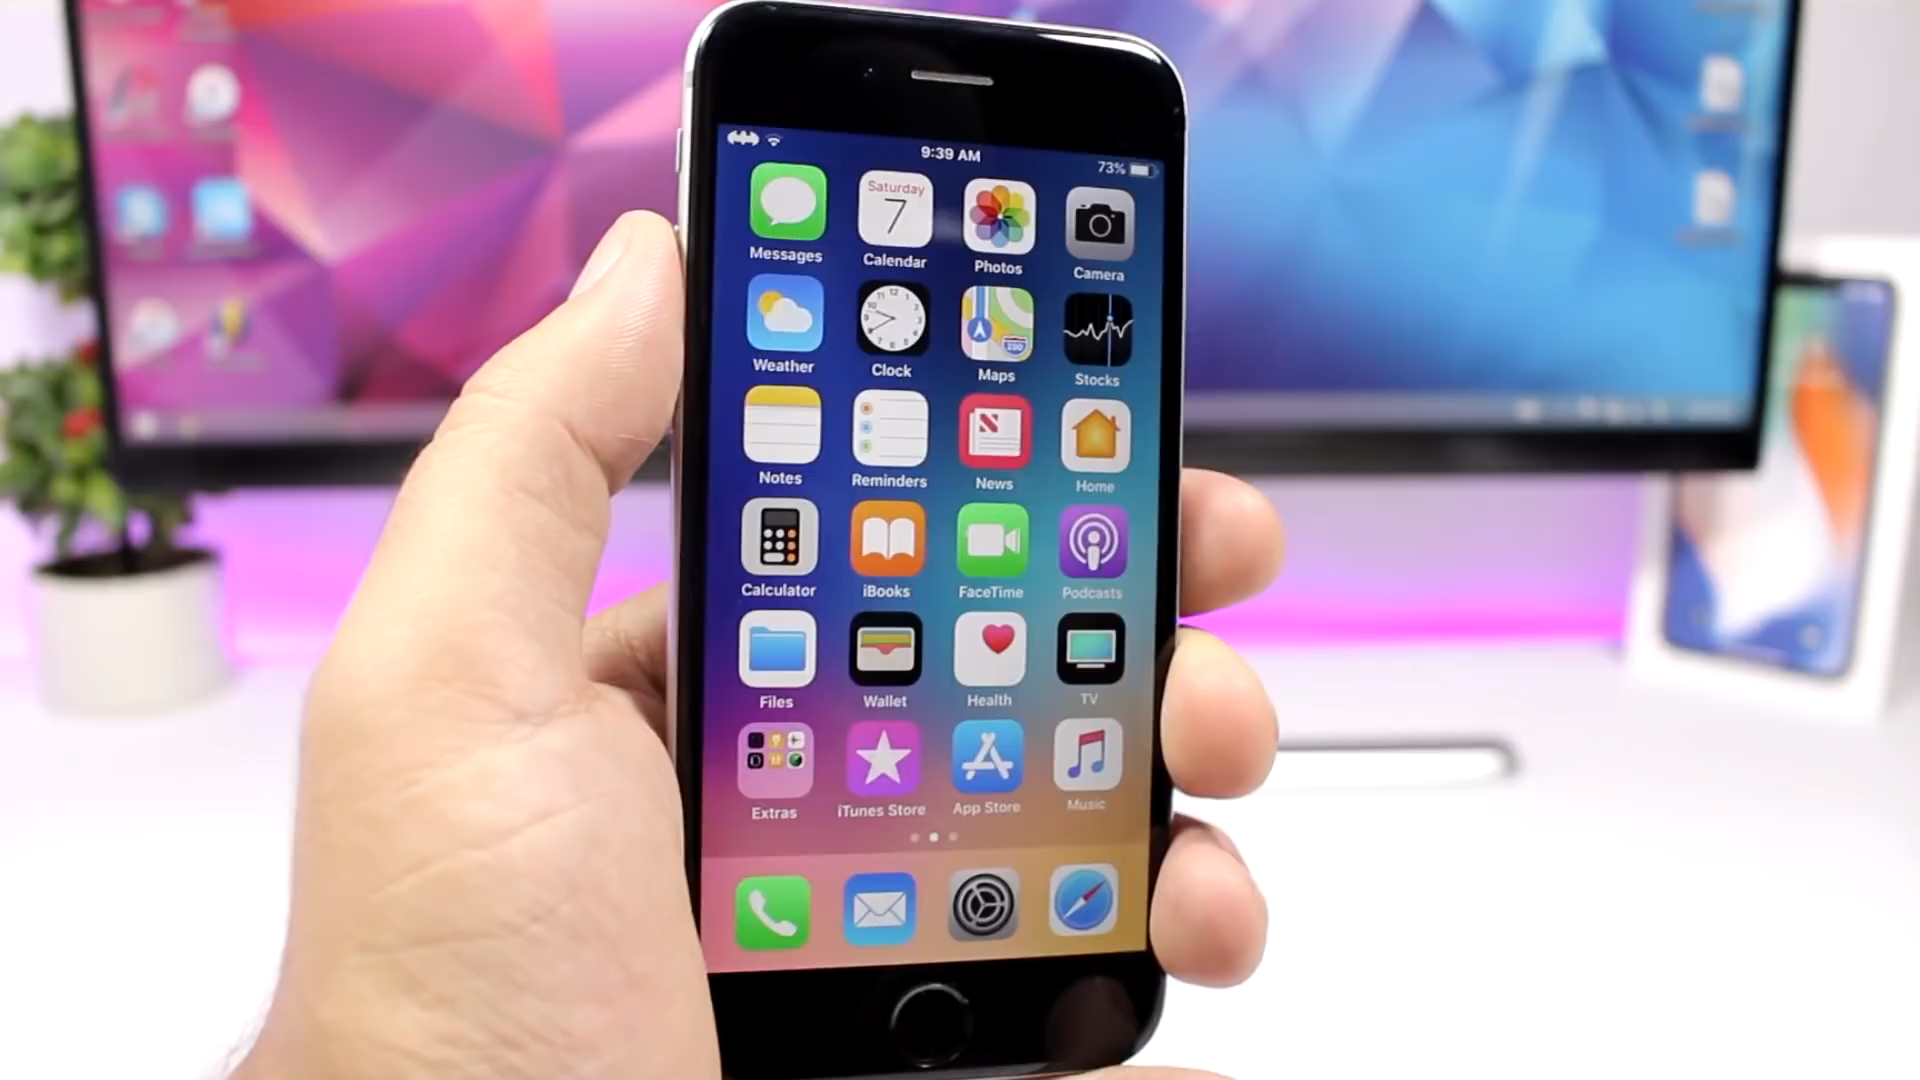 9:39 AM
73%
Saturday
7
Messages
Calendar
Photos
Camera
Weather
Clock
Maps
Stocks
Notes
Reminders
News
Home
Calculator
iBooks
FaceTime
Podcasts
Files
Wallet
Health
TV
Extras
iTunes Store
App Store
Music